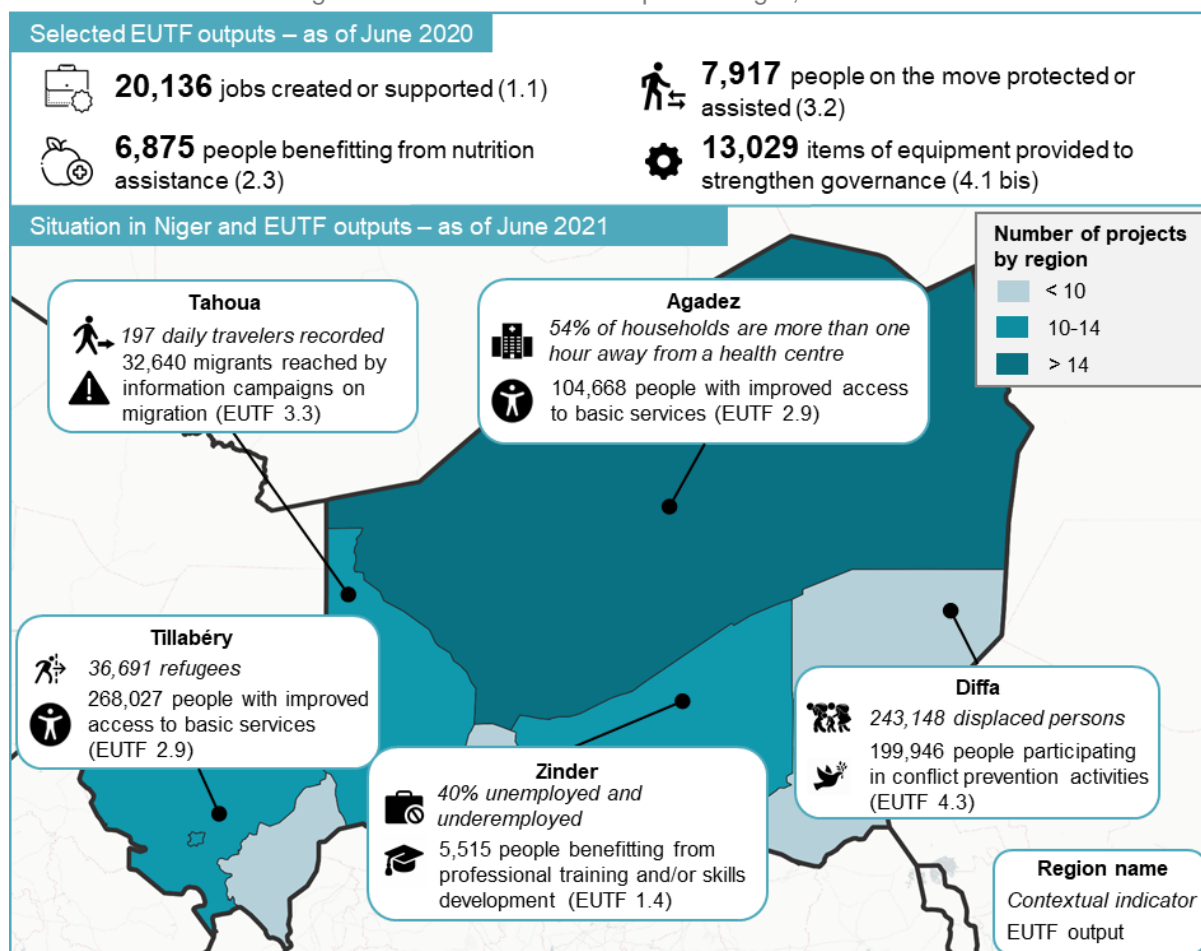 Selected EUTF outputs – as of June 2020
20,136 jobs created or supported (1.1)
7,917 people on the move protected or
assisted (3.2)
6,875 people benefitting from nutrition
assistance (2.3)
13,029 items of equipment provided to
strengthen governance (4.1 bis)
Situation in Niger and EUTF outputs – as of June 2021
Number of projects
by region
< 10
10-14
> 14
Tahoua
197 daily travelers recorded
32,640 migrants reached by
information campaigns on
migration (EUTF 3.3)
Agadez
54% of households are more than one
hour away from a health centre
104,668 people with improved access
to basic services (EUTF 2.9)
Tillabéry
36,691 refugees
268,027 people with improved
access to basic services
(EUTF 2.9)
Zinder
40% unemployed and
underemployed
5,515 people benefitting from
professional training and/or skills
development (EUTF 1.4)
Diffa
243,148 displaced persons
199,946 people participating
in conflict prevention activities
(EUTF 4.3)
Region name
Contextual indicator
EUTF output